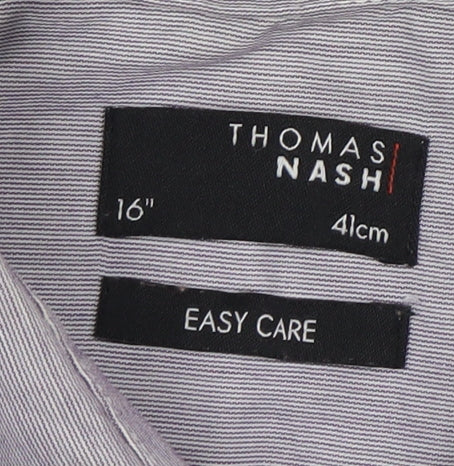 THOMAS
NASH
16"
41cm
EASY CARE